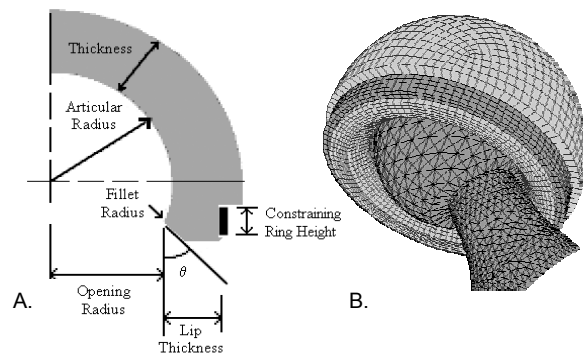 Thickness
Articular
Radius
Fillet
Radius
Constraining
Ring Height
θ
A.
Opening
Radius
Lip
Thickness
B.